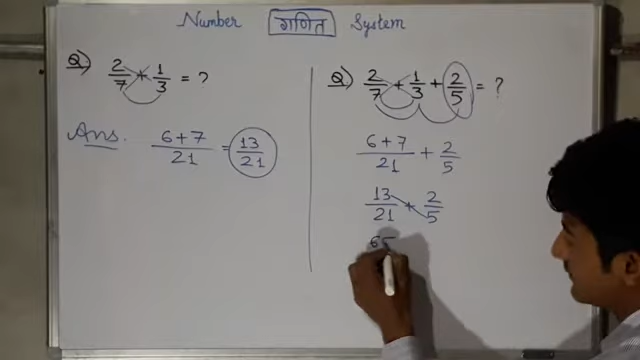 Number गणित System
Q) 2/7 + 1/3 = ?
Ans. 6+7/21 = 13/21
Q) 2/7 + 1/3 + 2/5 = ?
6+7/21 + 2/5
13/21 + 2/5
65